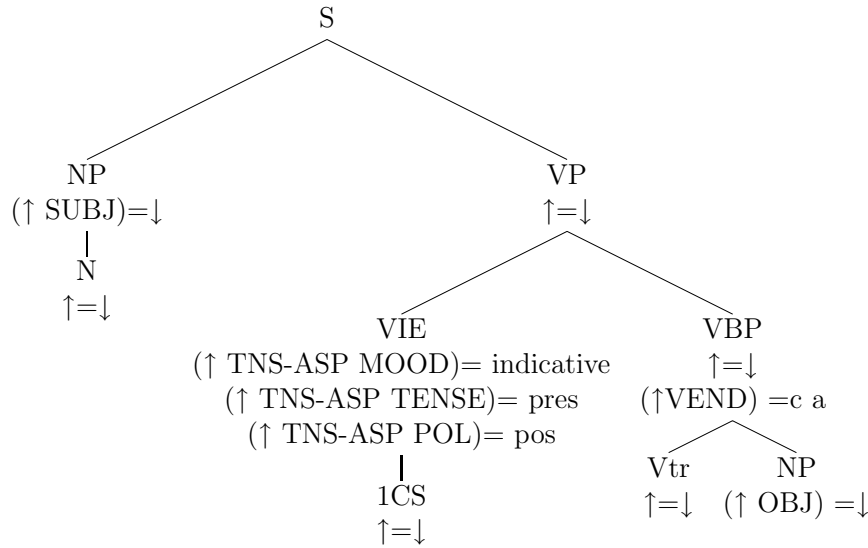 S
NP VP
(↑ SUBJ)=↓ ↑=↓
N
↑=↓
VIE VBP
(↑ TNS-ASP MOOD)= indicative ↑=↓
(↑ TNS-ASP TENSE)= pres (↑VEND) =c a
(↑ TNS-ASP POL)= pos
Vtr NP
1CS ↑=↓ (↑ OBJ) =↓
↑=↓